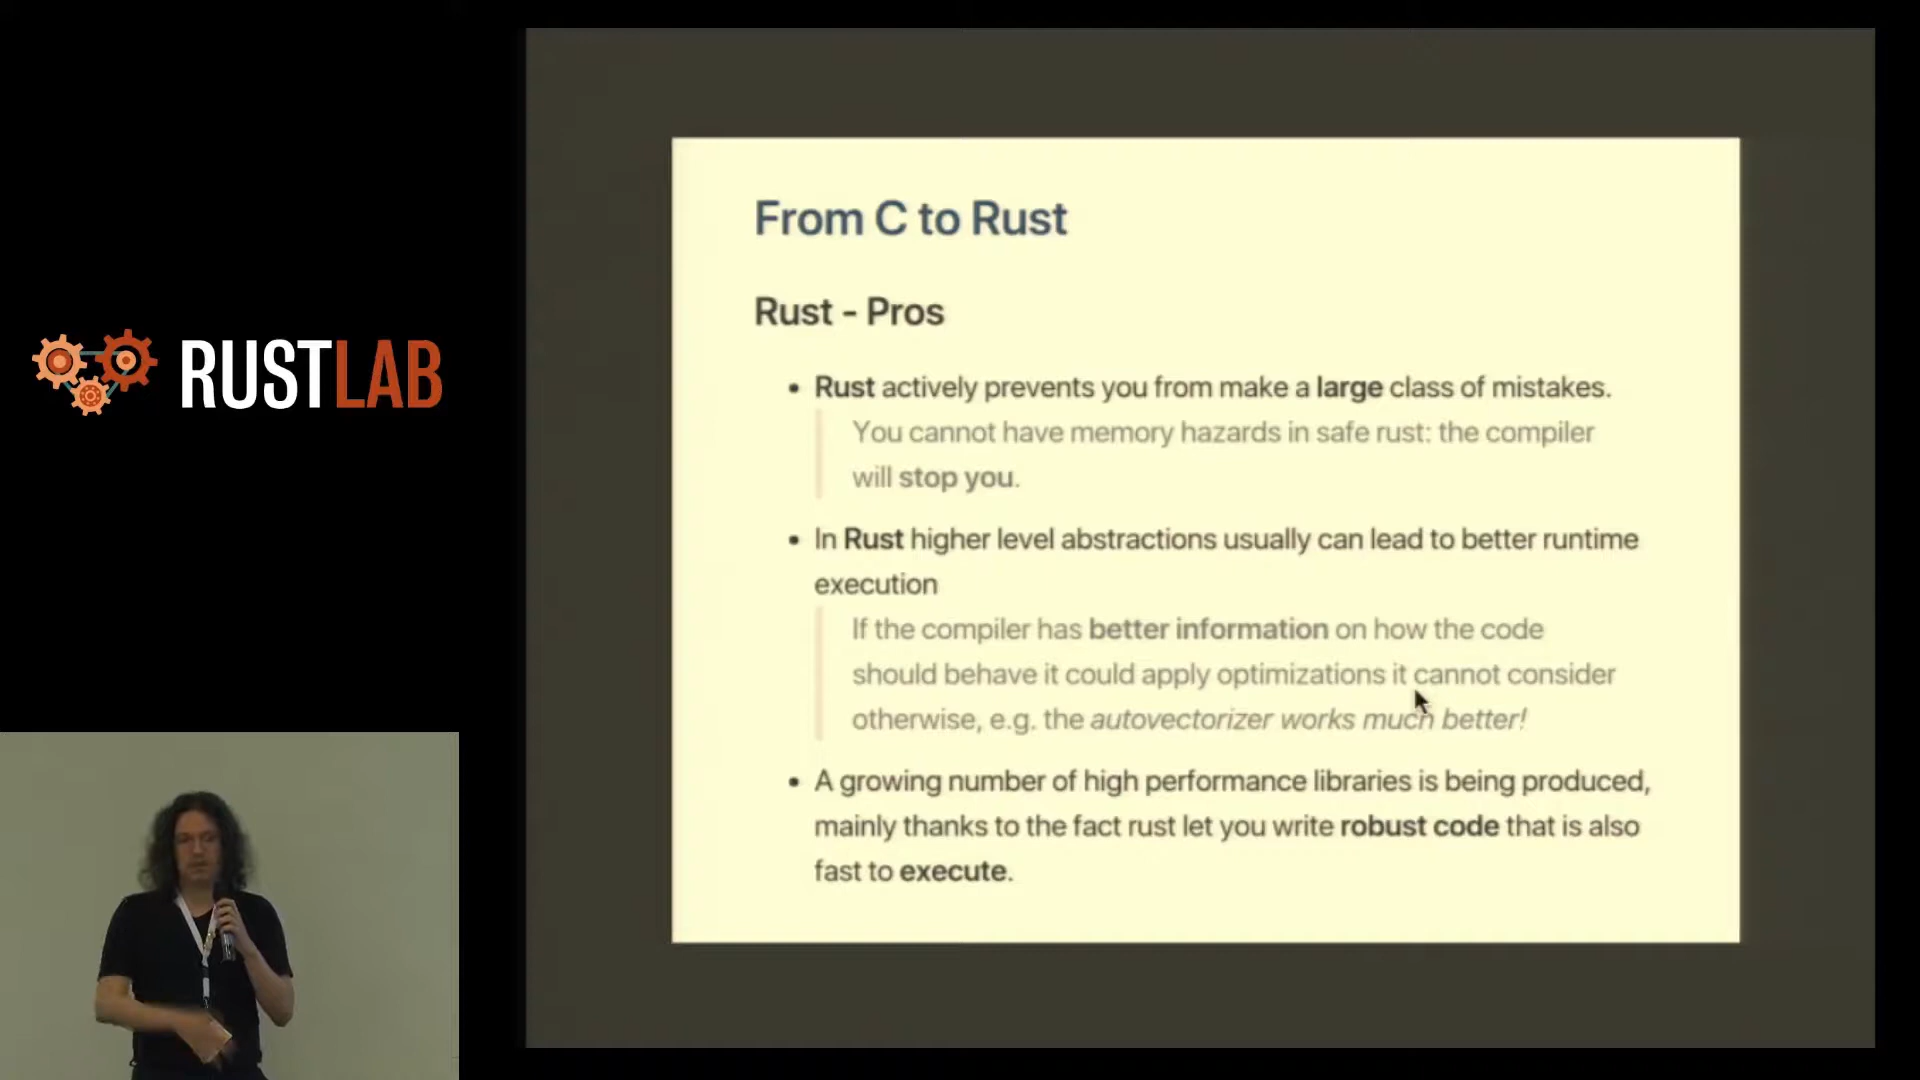 RUSTLAB
From C to Rust
Rust - Pros
• Rust actively prevents you from make a large class of mistakes.
You cannot have memory hazards in safe rust: the compiler
will stop you.
• In Rust higher level abstractions usually can lead to better runtime
execution
If the compiler has better information on how the code
should behave it could apply optimizations it cannot consider
otherwise, e.g. the autovectorizer works much better!
• A growing number of high performance libraries is being produced,
mainly thanks to the fact rust let you write robust code that is also
fast to execute.